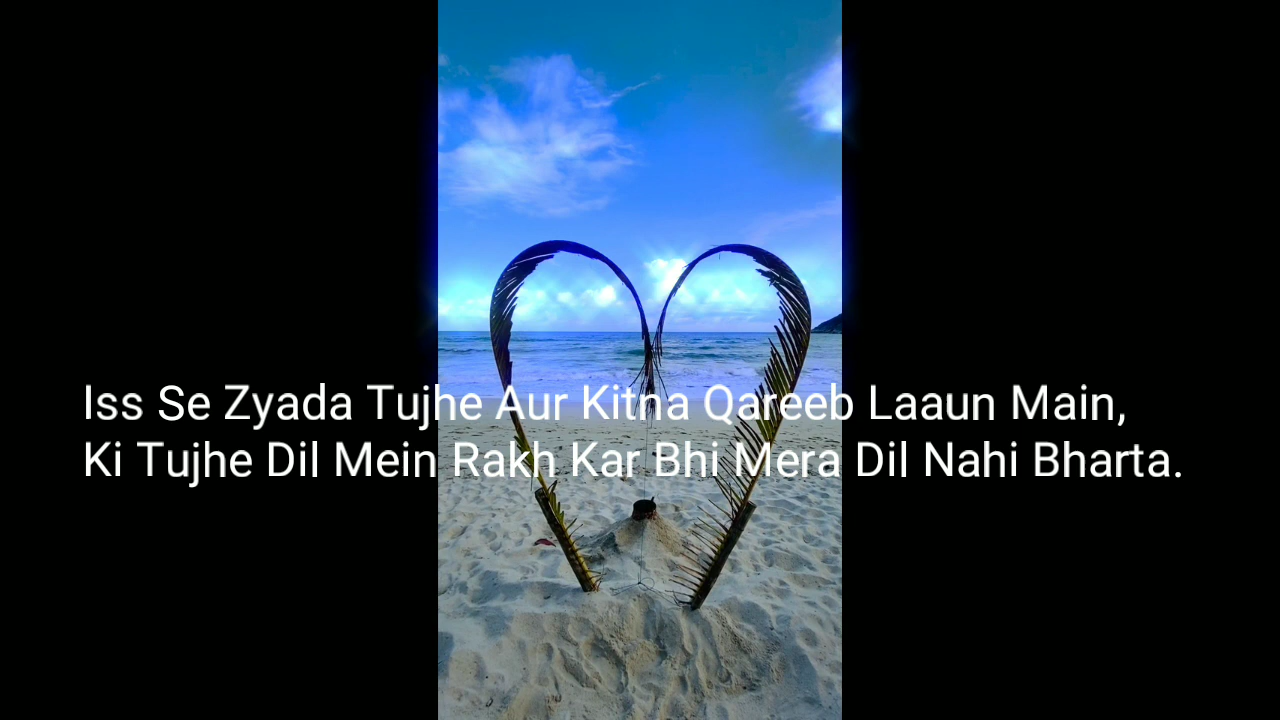 Iss Se Zyada Tujhe Aur Kitna Qareeb Laaun Main,
Ki Tujhe Dil Mein Rakh Kar Bhi Mera Dil Nahi Bharta.